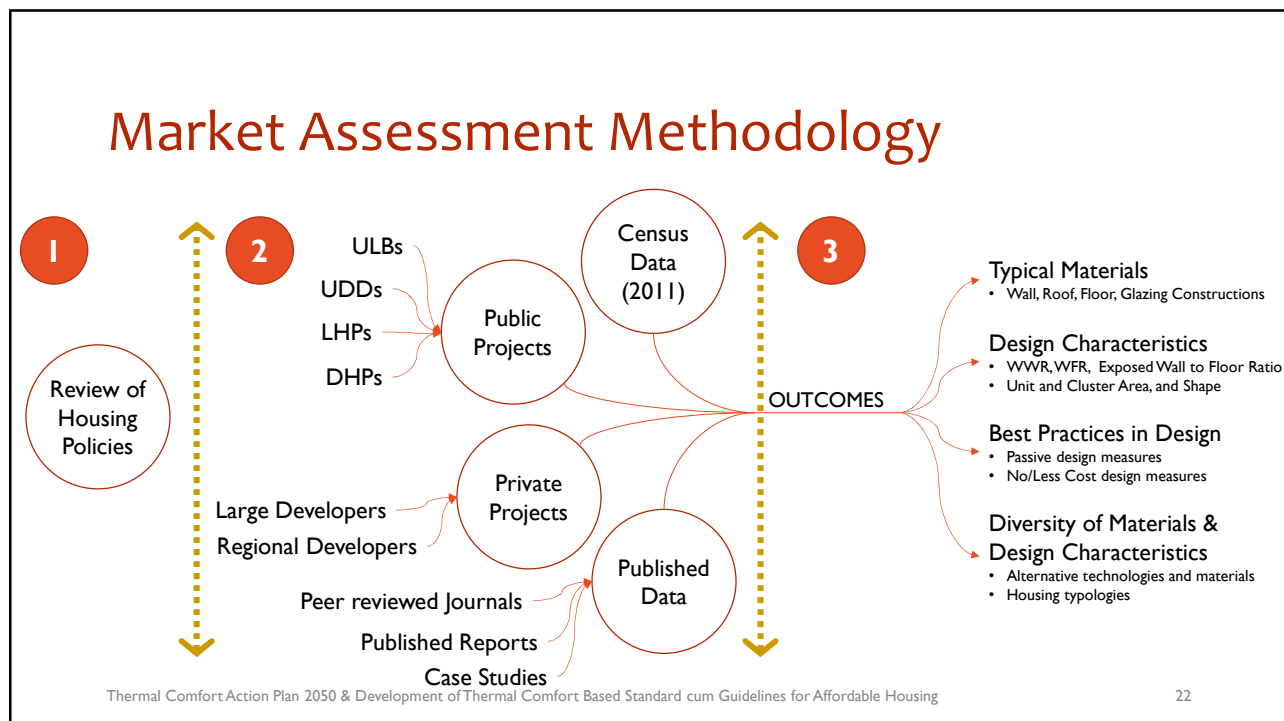 Market Assessment Methodology
1
Review of
Housing
Policies
2
ULBs
UDDs
LHPs
DHPs
Public
Projects
Census
Data
(2011)
Large Developers
Regional Developers
Private
Projects
Peer reviewed Journals
Published Reports
Case Studies
Published
Data
OUTCOMES
3
Typical Materials
• Wall, Roof, Floor, Glazing Constructions
Design Characteristics
• WWR, WFR, Exposed Wall to Floor Ratio
• Unit and Cluster Area, and Shape
Best Practices in Design
• Passive design measures
• No/Less Cost design measures
Diversity of Materials &
Design Characteristics
• Alternative technologies and materials
• Housing typologies
Thermal Comfort Action Plan 2050 & Development of Thermal Comfort Based Standard cum Guidelines for Affordable Housing
22